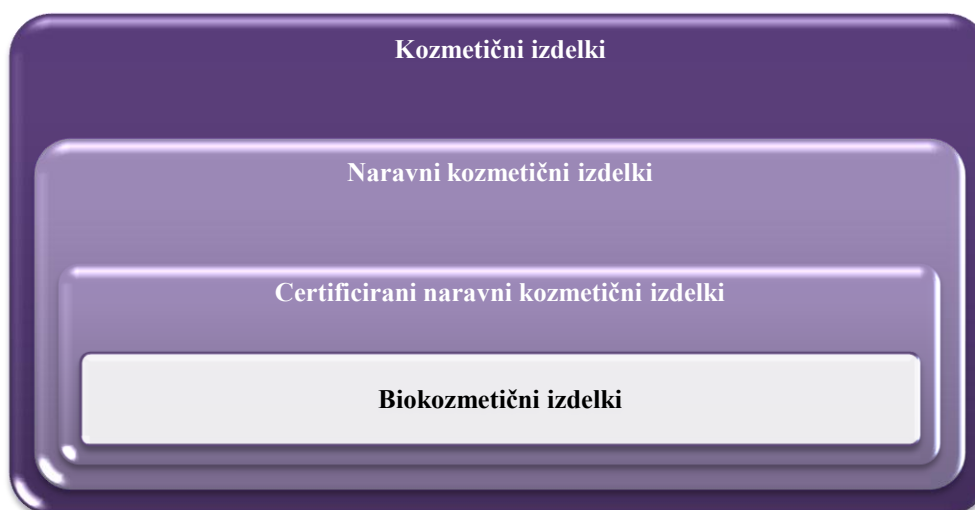 Kozmetični izdelki
Naravni kozmetični izdelki
Certificirani naravni kozmetični izdelki
Biokozmetični izdelki